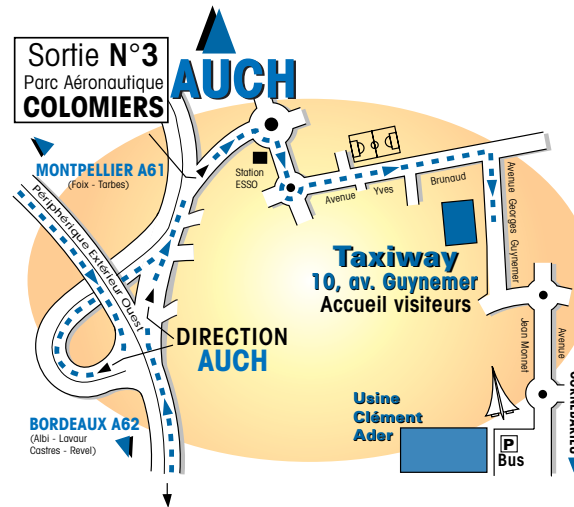 Sortie N°3
Parc Aéronautique
COLOMIERS
AUCH
MONTPELLIER A61
(Foix - Tarbes)
Station
ESSO
Avenue Yves Brunaud
Avenue Georges Guynemer
Périphérique Extérieur Ouest
Taxiway
10, av. Guynemer
Accueil visiteurs
DIRECTION
AUCH
Avenue
Jean Monnet
BORDEAUX A62
(Albi - Lavaur
Castres - Revel)
Usine
Clément
Ader
P
Bus